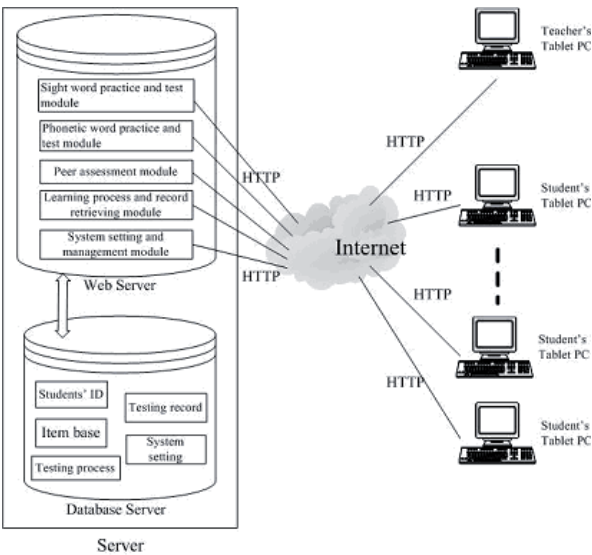 Sight word practice and test
module
Phonetic word practice and
test module
Peer assessment module
Learning process and record
retrieving module
System setting and
management module
Web Server
HTTP
HTTP
Internet
Students' ID
Testing record
Item base
System
setting
Testing process
Database Server
Server
HTTP
HTTP
HTTP
HTTP
Teacher's
Tablet PC
Student's
Tablet PC
Student's
Tablet PC
Student's
Tablet PC